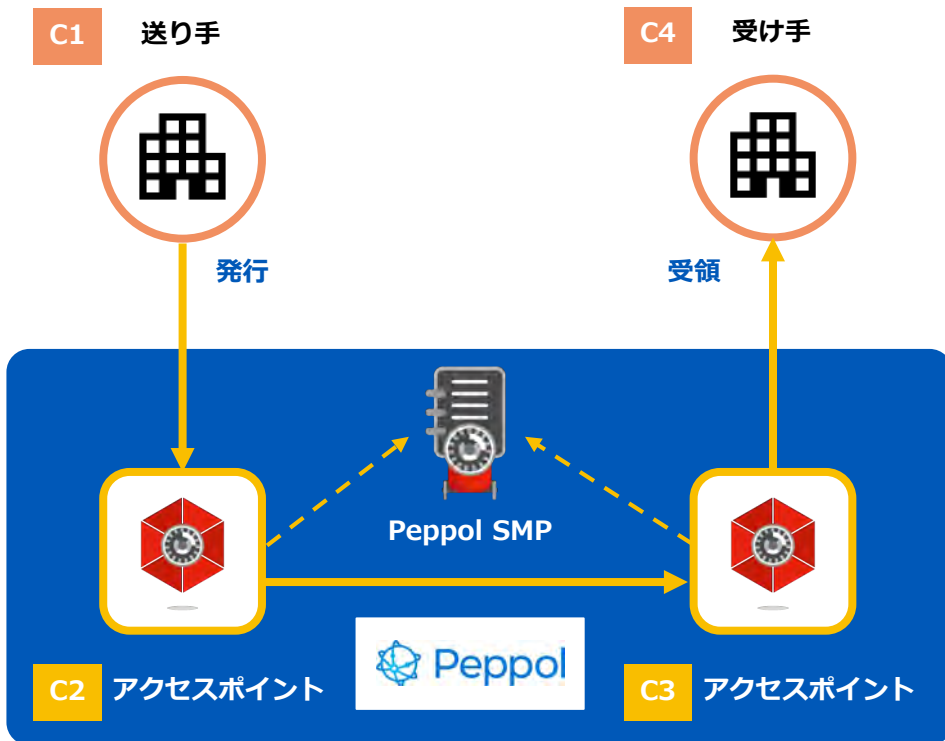 C1 送り手
C4 受け手
発行
受領
Peppol SMP
Peppol
C2 アクセスポイント
C3 アクセスポイント